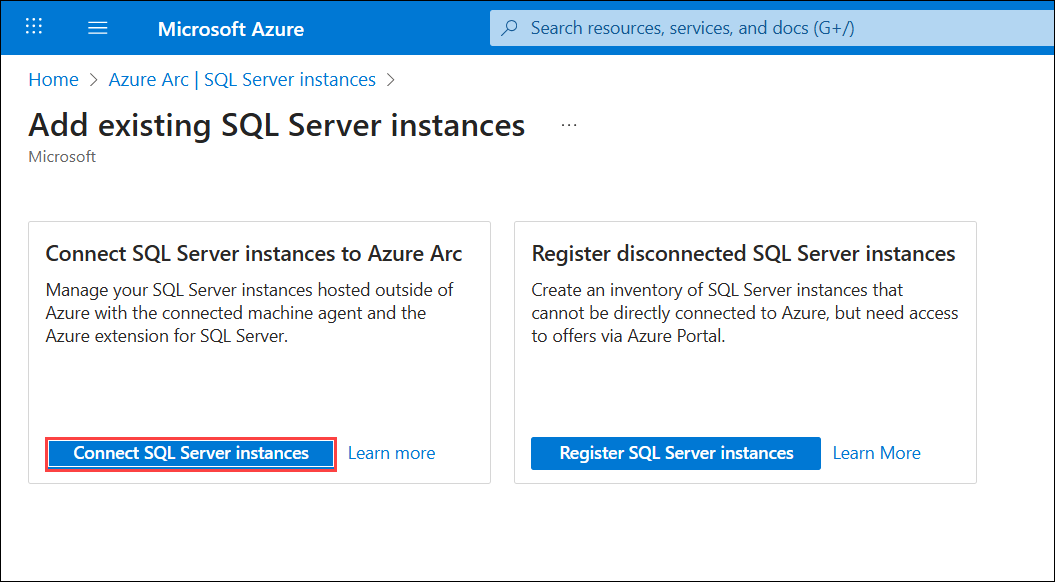 Microsoft Azure
Search resources, services, and docs (G+/)
Home > Azure Arc | SQL Server instances >
Add existing SQL Server instances ...
Microsoft
Connect SQL Server instances to Azure Arc
Manage your SQL Server instances hosted outside of
Azure with the connected machine agent and the
Azure extension for SQL Server.
Connect SQL Server instances
Learn more
Register disconnected SQL Server instances
Create an inventory of SQL Server instances that
cannot be directly connected to Azure, but need access
to offers via Azure Portal.
Register SQL Server instances
Learn More